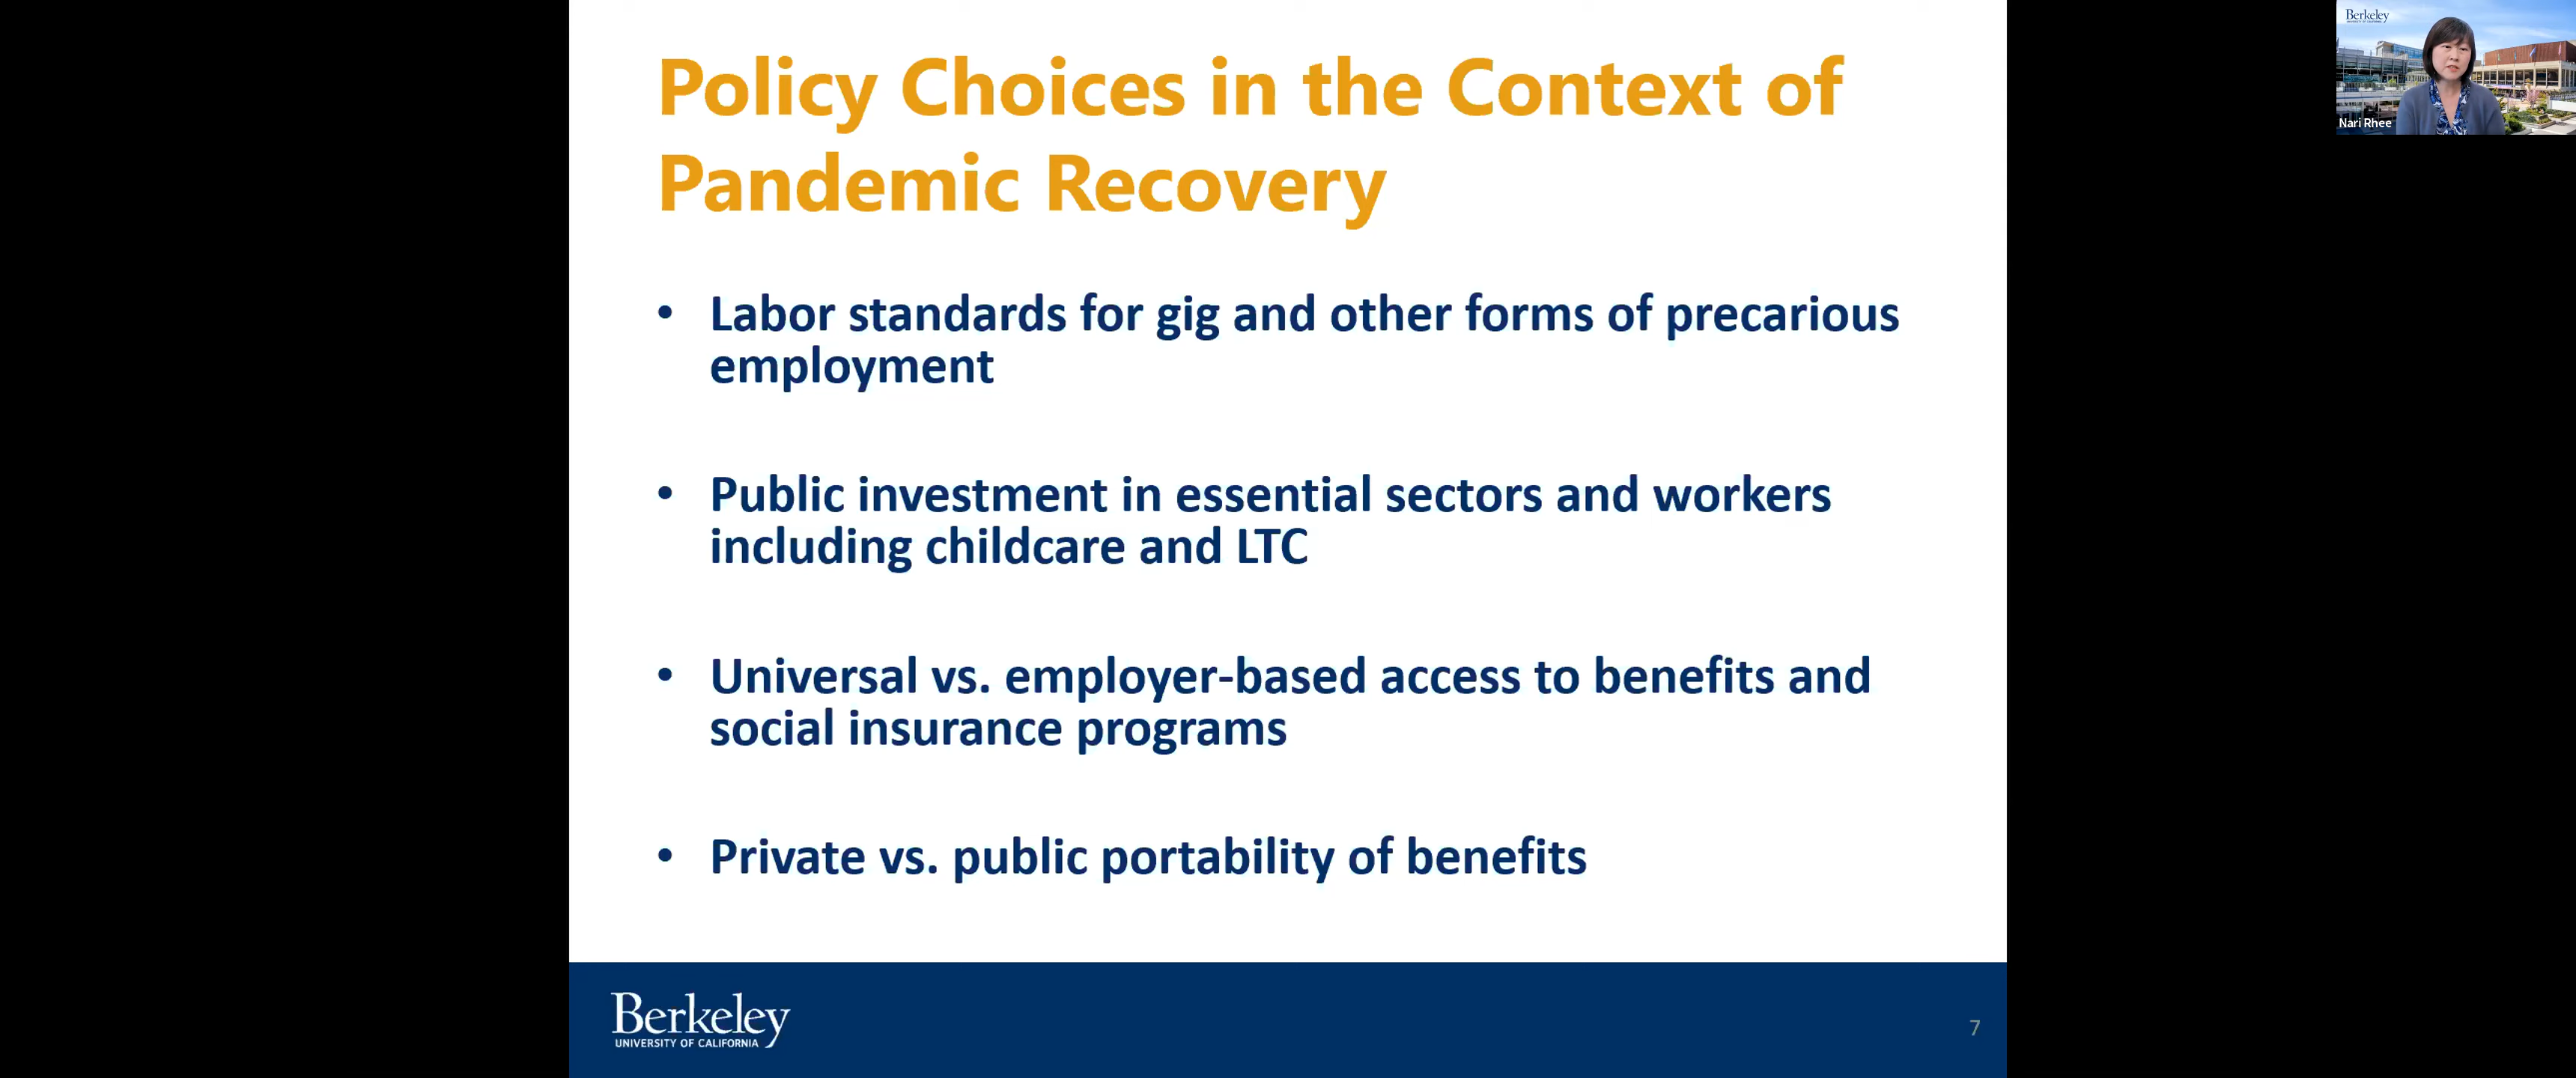 Policy Choices in the Context of
Pandemic Recovery
• Labor standards for gig and other forms of precarious
employment
• Public investment in essential sectors and workers
including childcare and LTC
• Universal vs. employer-based access to benefits and
social insurance programs
• Private vs. public portability of benefits
Berkeley
UNIVERSITY OF CALIFORNIA
7
Berkeley
Nari Rhee